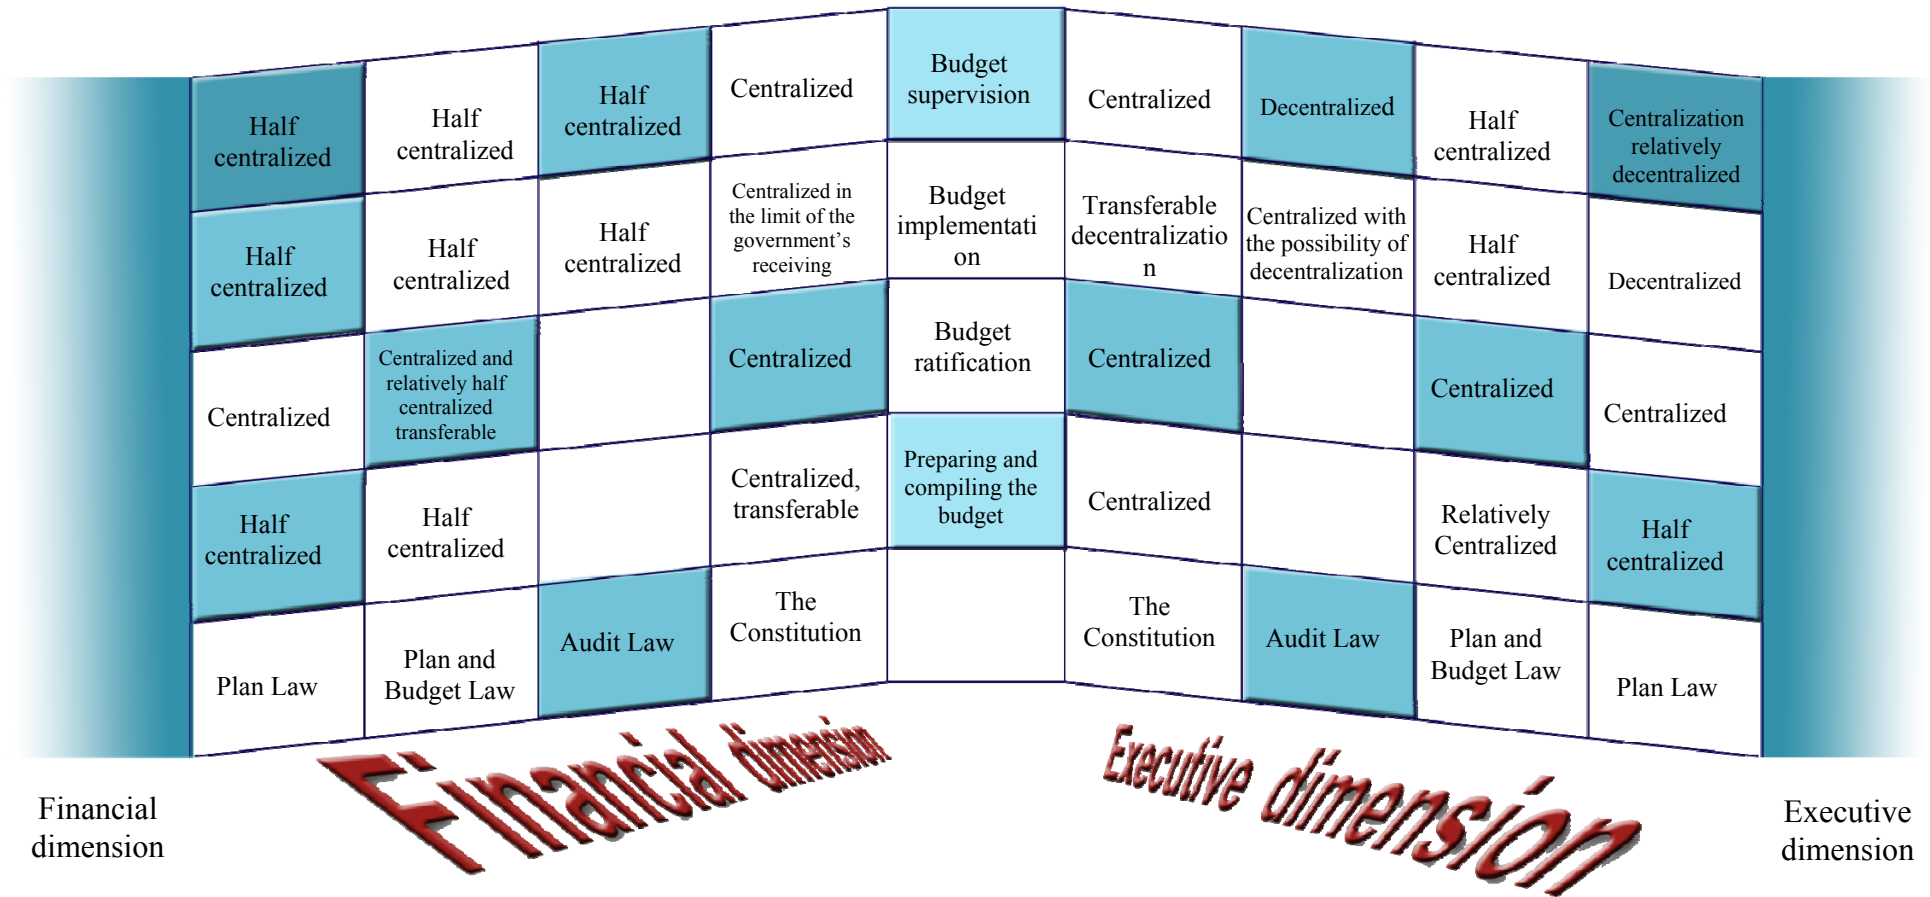 Half
centralized
Half
centralized
Half
centralized
Centralized
Budget
supervision
Centralized
Decentralized
Half
centralized
Centralization
relatively
decentralized
Half
centralized
Half
centralized
Half
centralized
Centralized in
the limit of the
government’s
receiving
Budget
implementati
on
Transferable
decentralizatio
n
Centralized with
the possibility of
decentralization
Half
centralized
Decentralized
Centralized
Centralized and
relatively half
centralized
transferable
Centralized
Budget
ratification
Centralized
Centralized
Centralized
Half
centralized
Half
centralized
Centralized,
transferable
Preparing and
compiling the
budget
Centralized
Relatively
Centralized
Half
centralized
Plan Law
Plan and
Budget Law
Audit Law
The
Constitution
The
Constitution
Audit Law
Plan and
Budget Law
Plan Law
Financial dimension
Executive dimensión
Financial
dimension
Executive
dimension